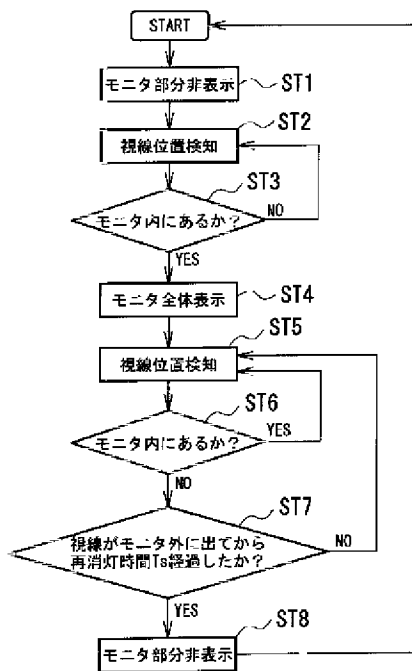 START
モニタ部分非表示
ST1
ST2
視線位置検知
ST3
モニタ内にあるか?
NO
YES
モニタ全体表示
ST4
ST5
視線位置検知
ST6
モニタ内にあるか?
YES
NO
ST7
視線がモニタ外に出てから
再消灯時間Ts経過したか?
NO
YES
ST8
モニタ部分非表示